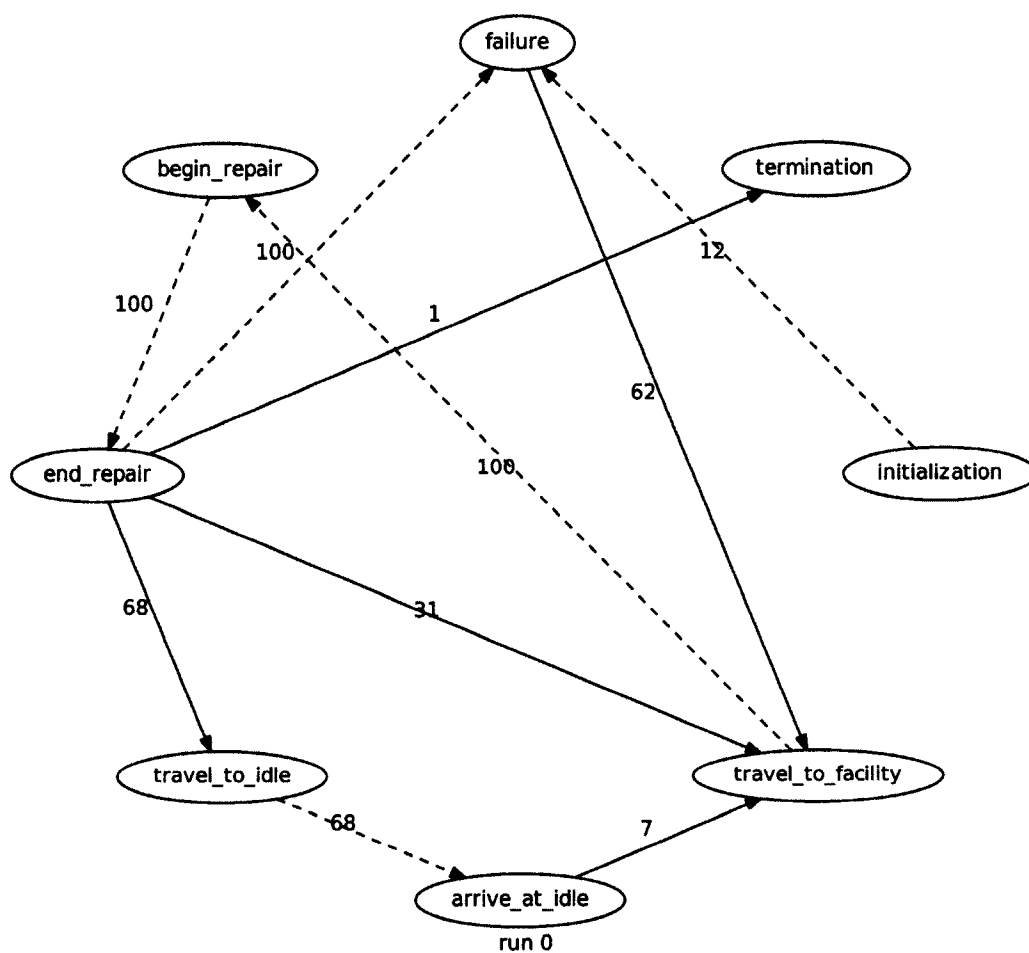 failure
begin_repair
termination
100
12
100
1
62
end_repair
100
initialization
68
31
travel_to_idle
travel_to_facility
68
7
arrive_at_idle
run 0